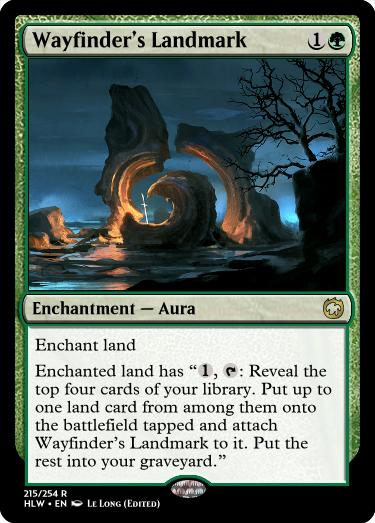 Wayfinder's Landmark 1
Enchantment — Aura
Enchant land
Enchanted land has “1, T: Reveal the
top four cards of your library. Put up to
one land card from among them onto
the battlefield tapped and attach
Wayfinder's Landmark to it. Put the
rest into your graveyard.”
215/254 R
HLW • EN Le Long (Edited)